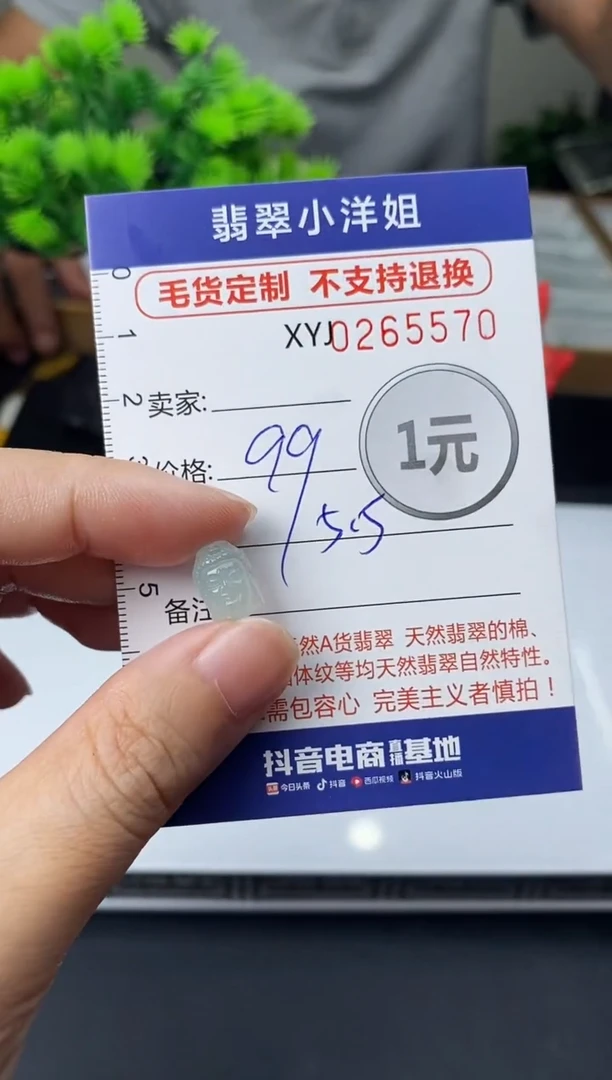 翡翠小洋姐
毛货定制 不支持退换
XYJ0265570
0
1
2
卖家:
1元
价格: 99
/55
5
备注
然A货翡翠 天然翡翠的棉、
体纹等均天然翡翠自然特性。
需包容心 完美主义者慎拍！
抖音电商直播基地
今日头条 抖音 西瓜视频 抖音火山版